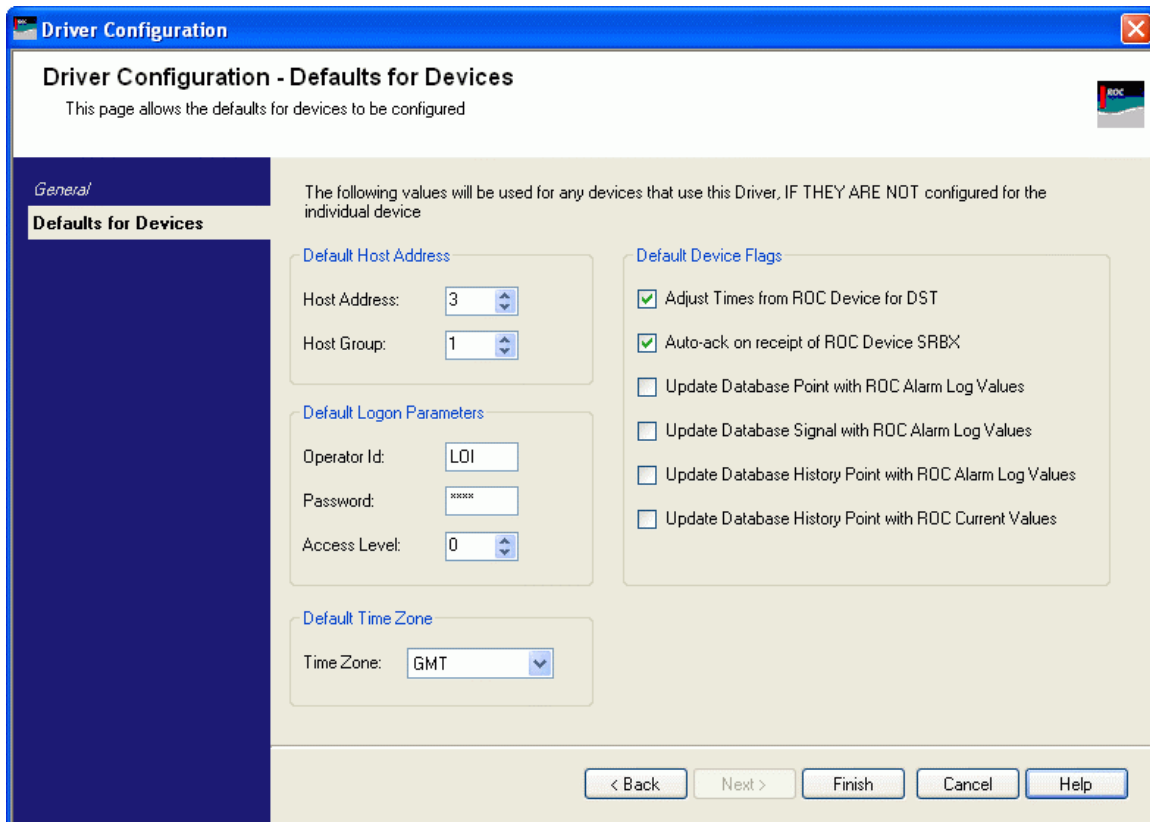 ROC
Driver Configuration
Driver Configuration - Defaults for Devices
This page allows the defaults for devices to be configured
ROC
General
Defaults for Devices
The following values will be used for any devices that use this Driver, IF THEY ARE NOT configured for the
individual device
Default Host Address
Host Address: 3
Host Group: 1
Default Logon Parameters
Operator Id: LOI
Password: ****
Access Level: 0
Default Time Zone
Time Zone: GMT
Default Device Flags
Adjust Times from ROC Device for DST
Auto-ack on receipt of ROC Device SRBX
Update Database Point with ROC Alarm Log Values
Update Database Signal with ROC Alarm Log Values
Update Database History Point with ROC Alarm Log Values
Update Database History Point with ROC Current Values
< Back Next > Finish Cancel Help